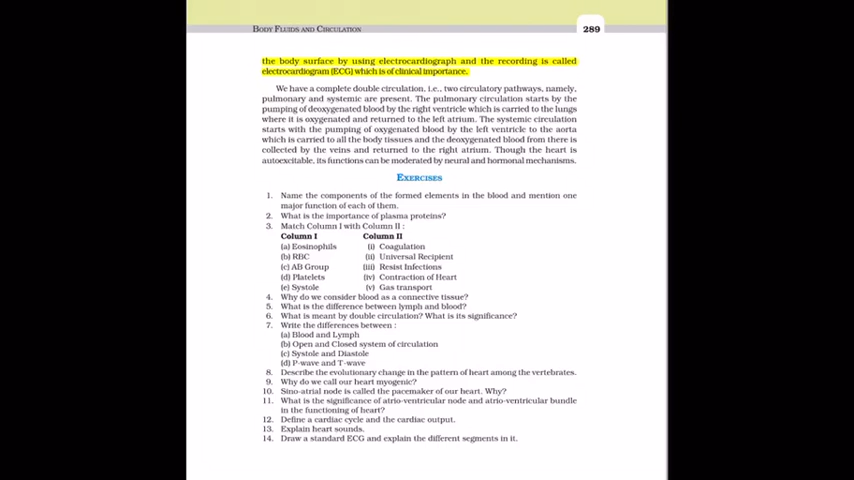 BODY FLUIDS AND CIRCULATION
289
the body surface by using electrocardiograph and the recording is called
electrocardiogram (ECG) which is of clinical importance.
We have a complete double circulation, i.e., two circulatory pathways, namely,
pulmonary and systemic are present. The pulmonary circulation starts by the
pumping of deoxygenated blood by the right ventricle which is carried to the lungs
where it is oxygenated and returned to the left atrium. The systemic circulation
starts with the pumping of oxygenated blood by the left ventricle to the aorta
which is carried to all the body tissues and the deoxygenated blood from there is
collected by the veins and returned to the right atrium. Though the heart is
autoexcitable, its functions can be moderated by neural and hormonal mechanisms.
EXERCISES
1. Name the components of the formed elements in the blood and mention one
major function of each of them.
2. What is the importance of plasma proteins?
3. Match Column I with Column II :
Column I Column II
(a) Eosinophils (i) Coagulation
(b) RBC (ii) Universal Recipient
(c) AB Group (iii) Resist Infections
(d) Platelets (iv) Contraction of Heart
(e) Systole (v) Gas transport
4. Why do we consider blood as a connective tissue?
5. What is the difference between lymph and blood?
6. What is meant by double circulation? What is its significance?
7. Write the differences between :
(a) Blood and Lymph
(b) Open and Closed system of circulation
(c) Systole and Diastole
(d) P-wave and T-wave
8. Describe the evolutionary change in the pattern of heart among the vertebrates.
9. Why do we call our heart myogenic?
10. Sino-atrial node is called the pacemaker of our heart. Why?
11. What is the significance of atrio-ventricular node and atrio-ventricular bundle
in the functioning of heart?
12. Define a cardiac cycle and the cardiac output.
13. Explain heart sounds.
14. Draw a standard ECG and explain the different segments in it.